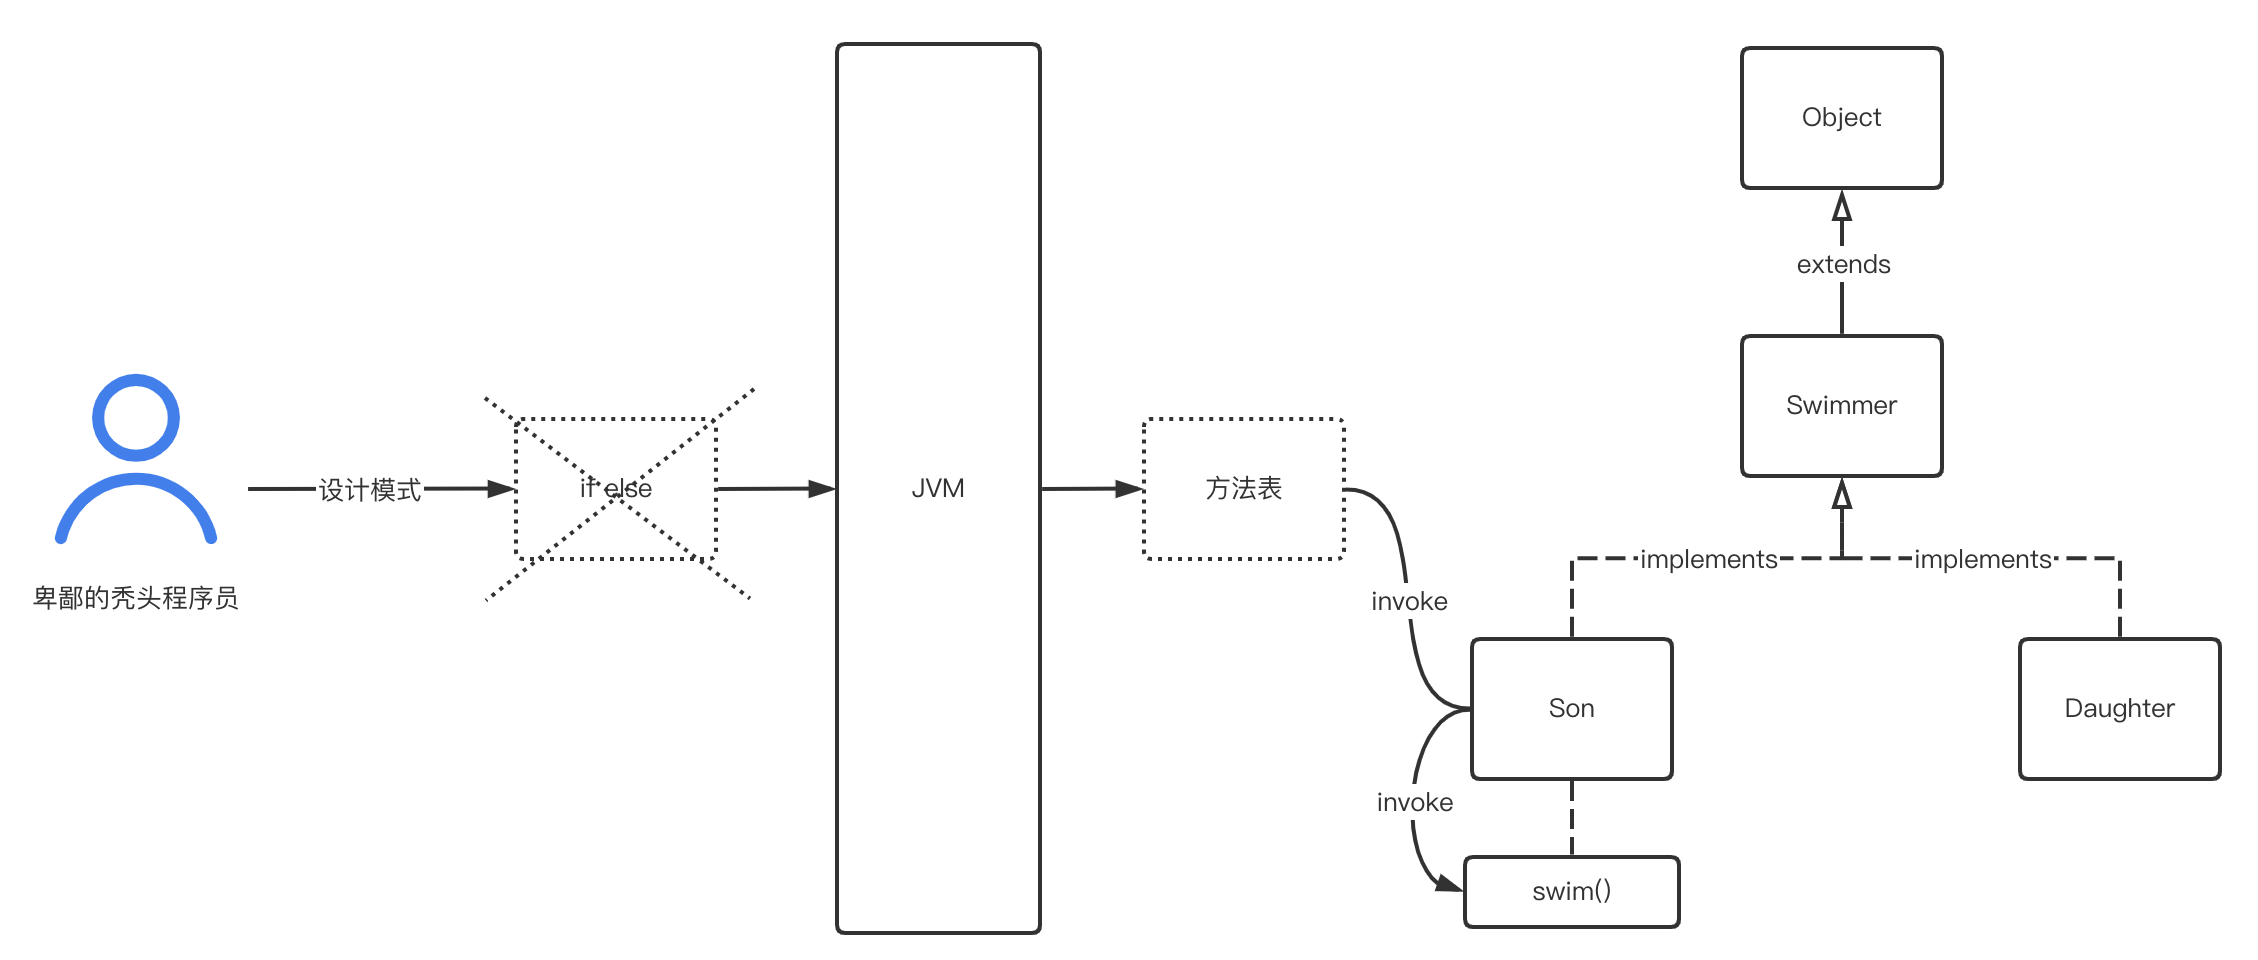 卑鄙的秃头程序员
设计模式
if else
JVM
方法表
invoke
invoke
Object
extends
Swimmer
implements
implements
Son
Daughter
swim()